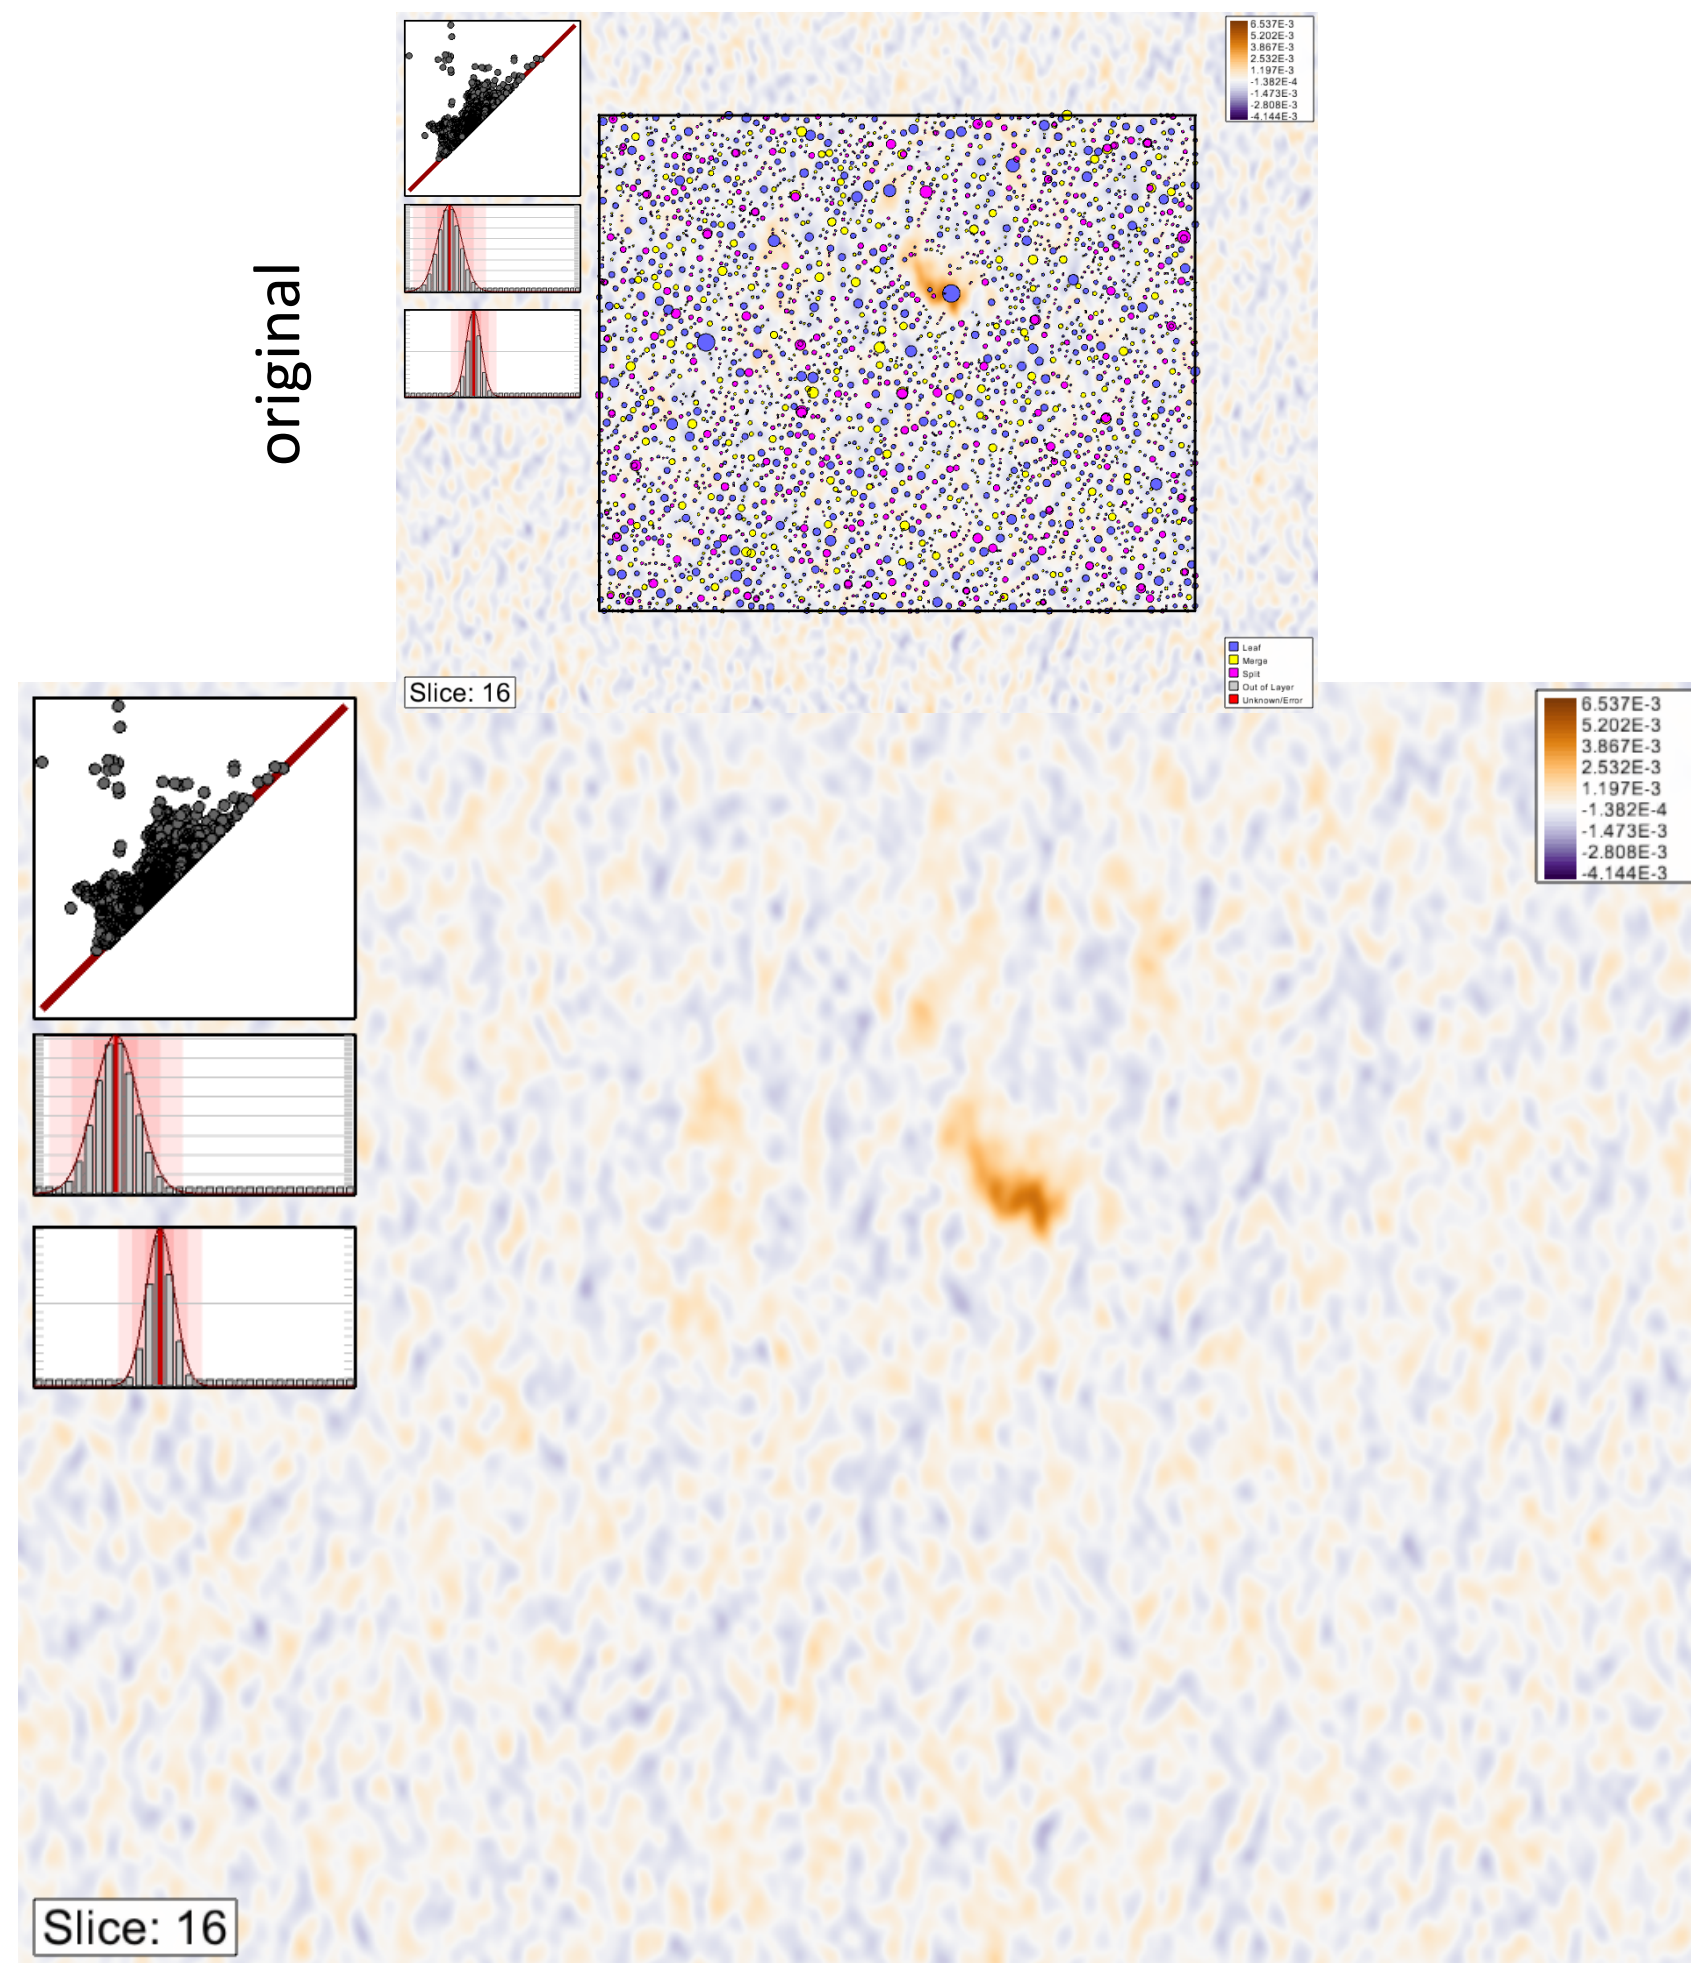 original
6.537E-3
5.202E-3
3.867E-3
2.532E-3
1.197E-3
-1.382E-4
-1.473E-3
-2.808E-3
-4.144E-3
Leaf
Merge
Split
Out of Layer
Unknown/Error
Slice: 16
6.537E-3
5.202E-3
3.867E-3
2.532E-3
1.197E-3
-1.382E-4
-1.473E-3
-2.808E-3
-4.144E-3
Slice: 16